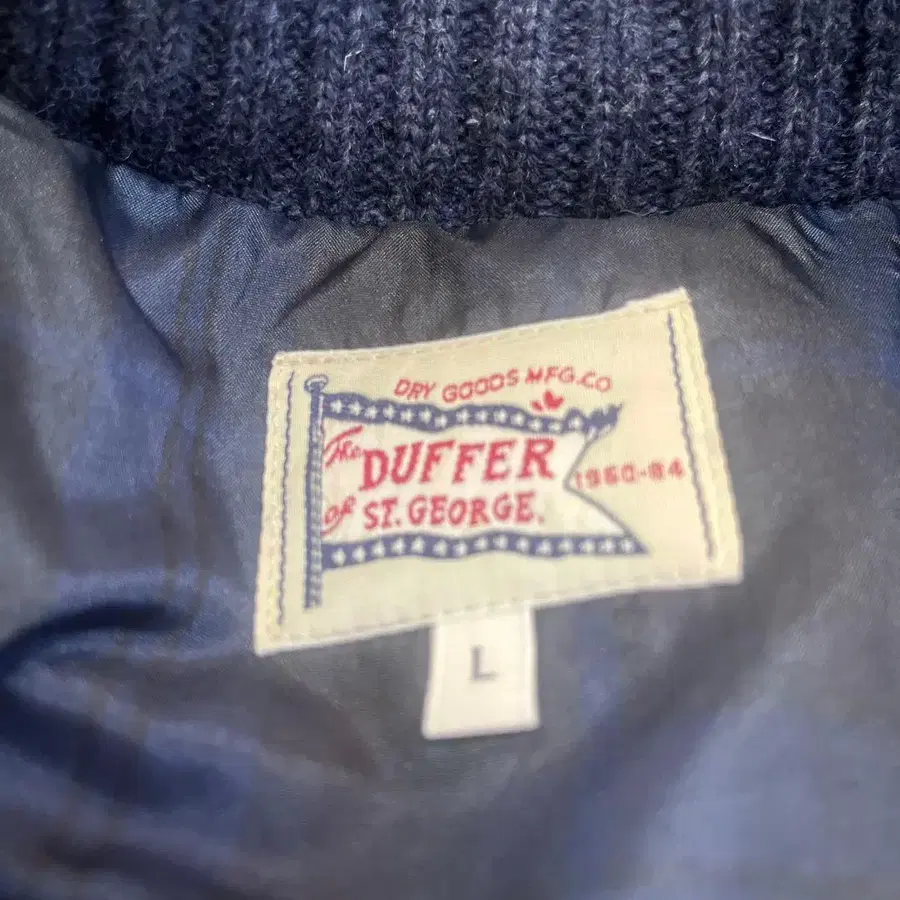 DRY GOODS MFG.CO
The DUFFER
1960-84
of ST.GEORGE.
L